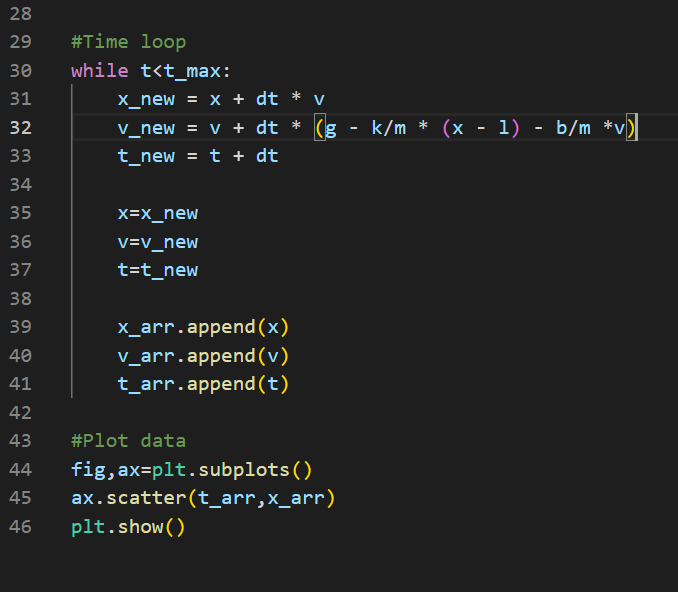 28
29 #Time loop
30 while t<t_max:
31 x_new = x + dt * v
32 v_new = v + dt * (g - k/m * (x - l) - b/m *v)
33 t_new = t + dt
34
35 x=x_new
36 v=v_new
37 t=t_new
38
39 x_arr.append(x)
40 v_arr.append(v)
41 t_arr.append(t)
42
43 #Plot data
44 fig,ax=plt.subplots()
45 ax.scatter(t_arr,x_arr)
46 plt.show()